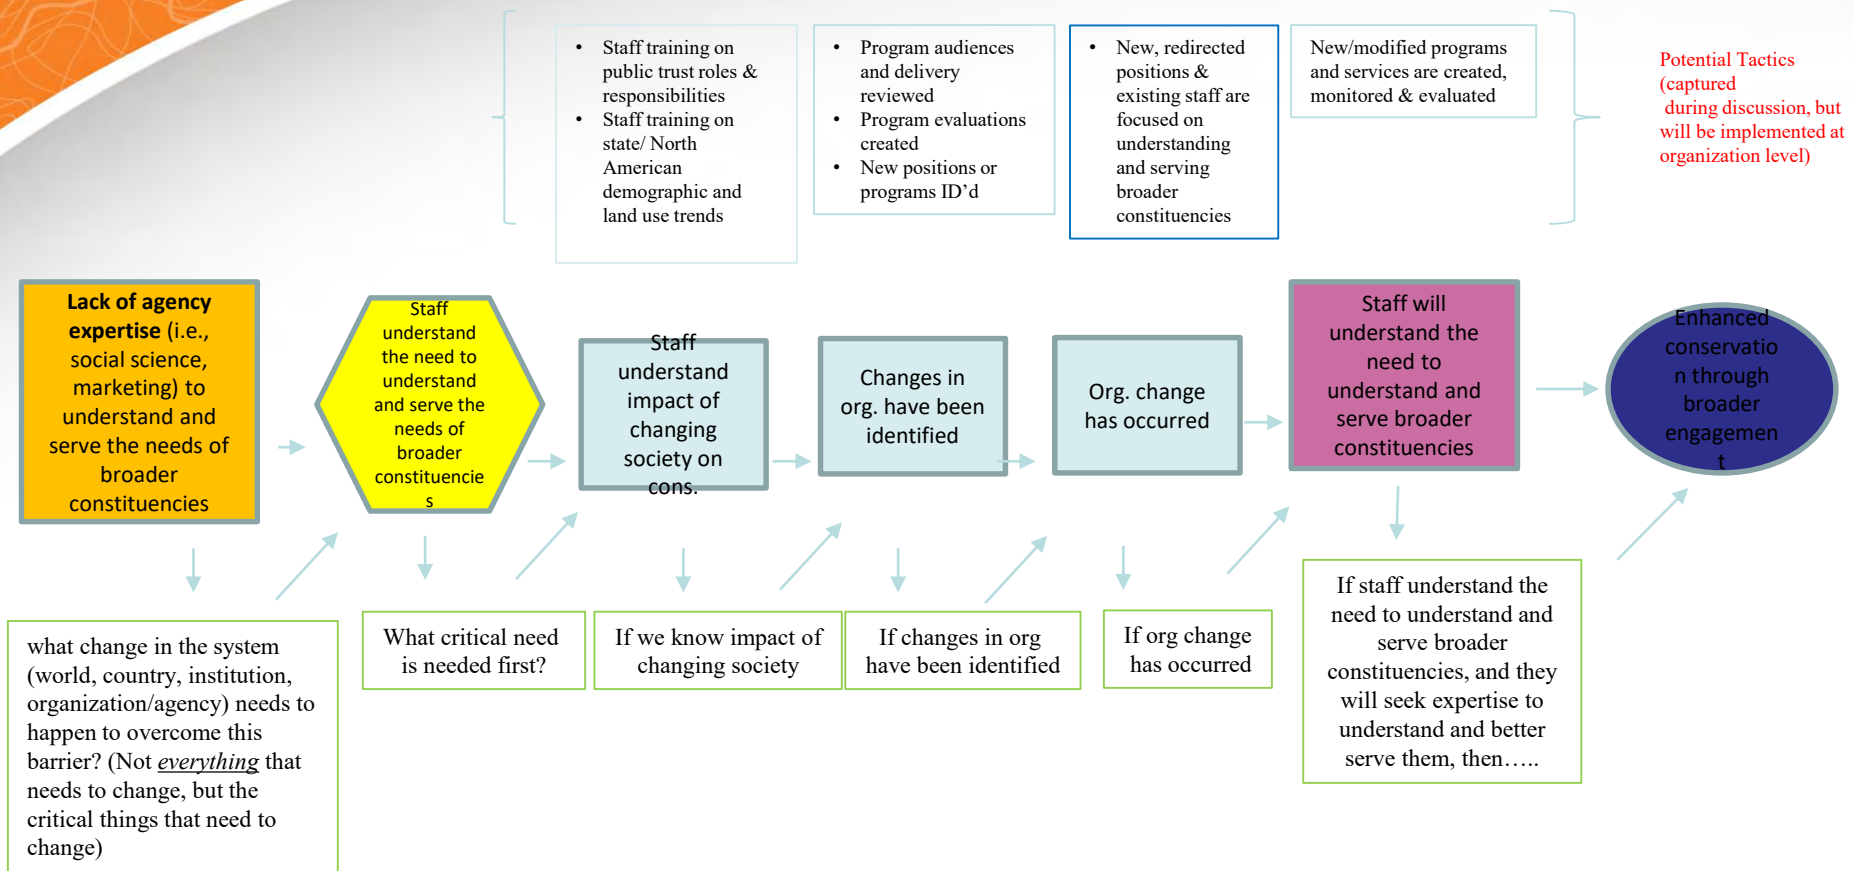 • Staff training on
public trust roles &
responsibilities
• Staff training on
state/ North
American
demographic and
land use trends
• Program audiences
and delivery
reviewed
• Program evaluations
created
• New positions or
programs ID’d
• New, redirected
positions &
existing staff are
focused on
understanding
and serving
broader
constituencies
New/modified programs
and services are created,
monitored & evaluated
Potential Tactics
(captured
during discussion, but
will be implemented at
organization level)
Lack of agency
expertise (i.e.,
social science,
marketing) to
understand and
serve the needs of
broader
constituencies
Staff
understand
the need to
understand
and serve the
needs of
broader
constituencie
s
Staff
understand
impact of
changing
society on
cons.
Changes in
org. have been
identified
Org. change
has occurred
Staff will
understand the
need to
understand and
serve broader
constituencies
Enhanced
conservatio
n through
broader
engagemen
t
what change in the system
(world, country, institution,
organization/agency) needs to
happen to overcome this
barrier? (Not everything that
needs to change, but the
critical things that need to
change)
What critical need
is needed first?
If we know impact of
changing society
If changes in org
have been identified
If org change
has occurred
If staff understand the
need to understand and
serve broader
constituencies, and they
will seek expertise to
understand and better
serve them, then…..